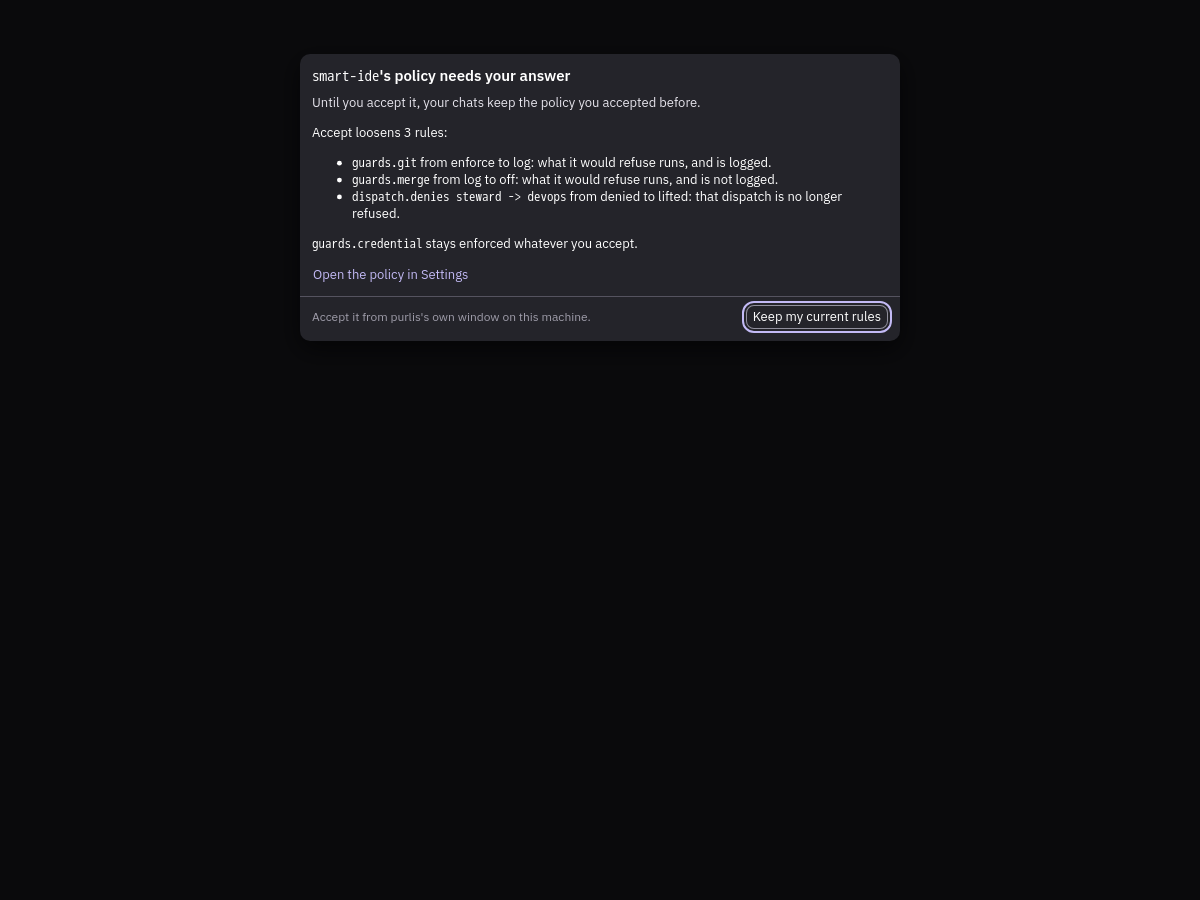 smart-ide's policy needs your answer
Until you accept it, your chats keep the policy you accepted before.
Accept loosens 3 rules:
• guards.git from enforce to log: what it would refuse runs, and is logged.
• guards.merge from log to off: what it would refuse runs, and is not logged.
• dispatch.denies steward -> devops from denied to lifted: that dispatch is no longer
refused.
guards.credential stays enforced whatever you accept.
Open the policy in Settings
Accept it from purlis's own window on this machine.
Keep my current rules